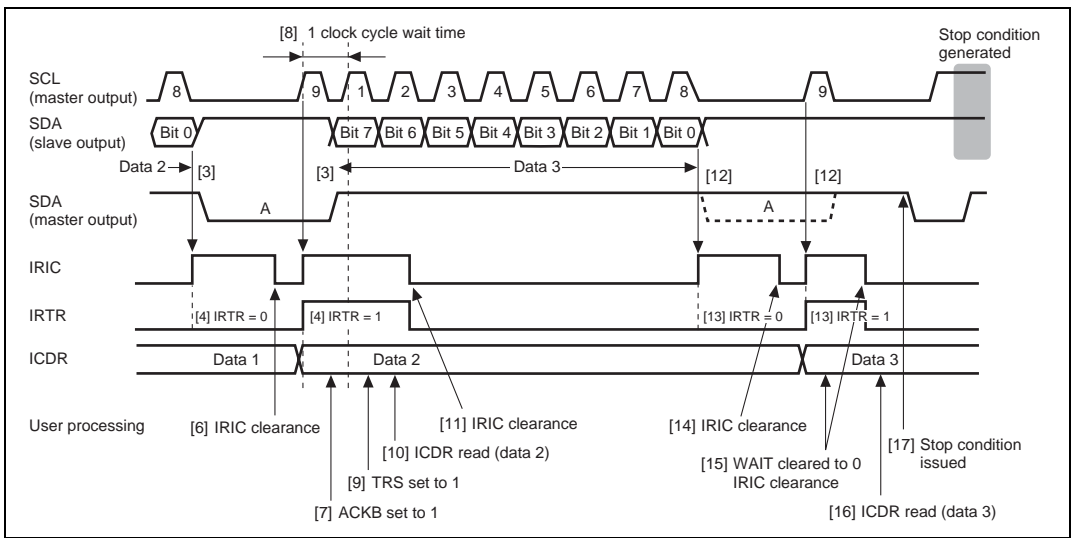 [8] 1 clock cycle wait time
Stop condition
generated
SCL
(master output)
8 9 1 2 3 4 5 6 7 8 9
SDA
(slave output)
Bit 0 Bit 7 Bit 6 Bit 5 Bit 4 Bit 3 Bit 2 Bit 1 Bit 0
Data 2 [3] [3] Data 3 [12] [12]
SDA
(master output)
A A
IRIC
IRTR
[4] IRTR = 0 [4] IRTR = 1 [13] IRTR = 0 [13] IRTR = 1
ICDR
Data 1 Data 2 Data 3
User processing
[6] IRIC clearance
[11] IRIC clearance
[14] IRIC clearance
[10] ICDR read (data 2)
[17] Stop condition
issued
[15] WAIT cleared to 0
IRIC clearance
[9] TRS set to 1
[7] ACKB set to 1
[16] ICDR read (data 3)